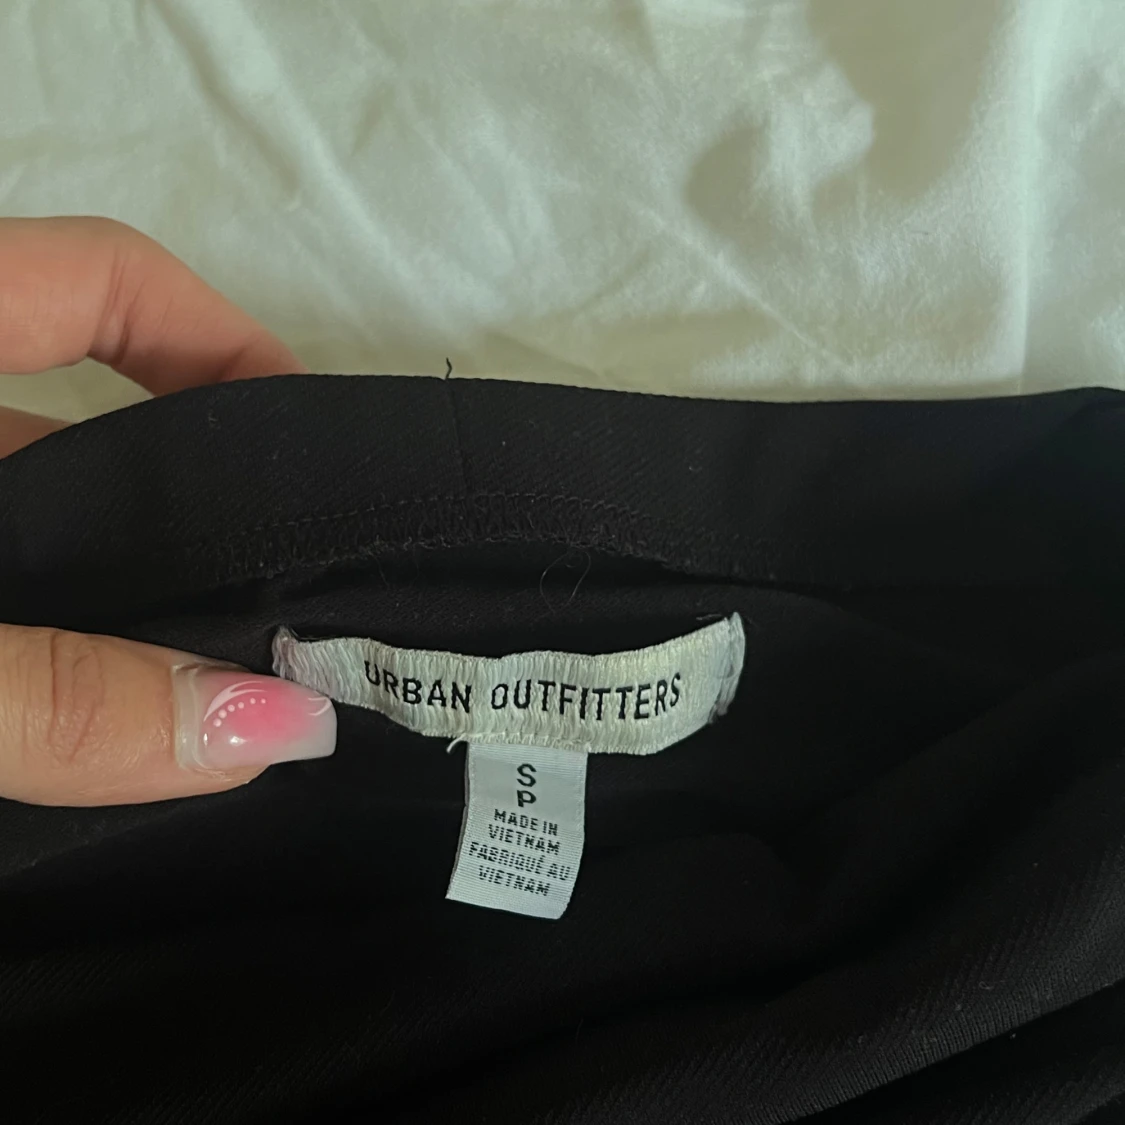 URBAN OUTFITTERS
S
P
MADE IN
VIETNAM
FABRIQUÉ AU
VIETNAM